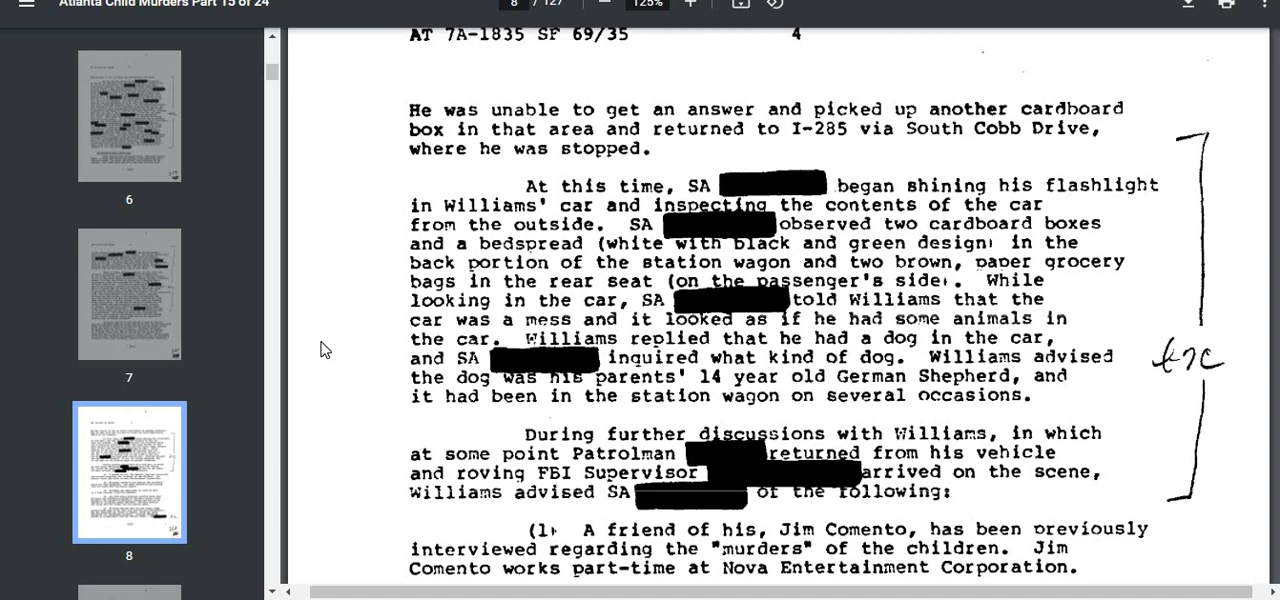 Atlanta Child Murders Part 15 of 24
8 / 127
125%
6
7
8
AT 7A-1835 SF 69/35 4
He was unable to get an answer and picked up another cardboard
box in that area and returned to I-285 via South Cobb Drive,
where he was stopped.
At this time, SA began shining his flashlight
in Williams' car and inspecting the contents of the car
from the outside. SA observed two cardboard boxes
and a bedspread (white with black and green design) in the
back portion of the station wagon and two brown, paper grocery
bags in the rear seat (on the passenger's side). While
looking in the car, SA told Williams that the
car was a mess and it looked as if he had some animals in
the car. Williams replied that he had a dog in the car,
and SA inquired what kind of dog. Williams advised
the dog was his parents' 14 year old German Shepherd, and
it had been in the station wagon on several occasions.
During further discussions with Williams, in which
at some point Patrolman returned from his vehicle
and roving FBI Supervisor arrived on the scene,
Williams advised SA of the following:
(1) A friend of his, Jim Comento, has been previously
interviewed regarding the "murders" of the children. Jim
Comento works part-time at Nova Entertainment Corporation.